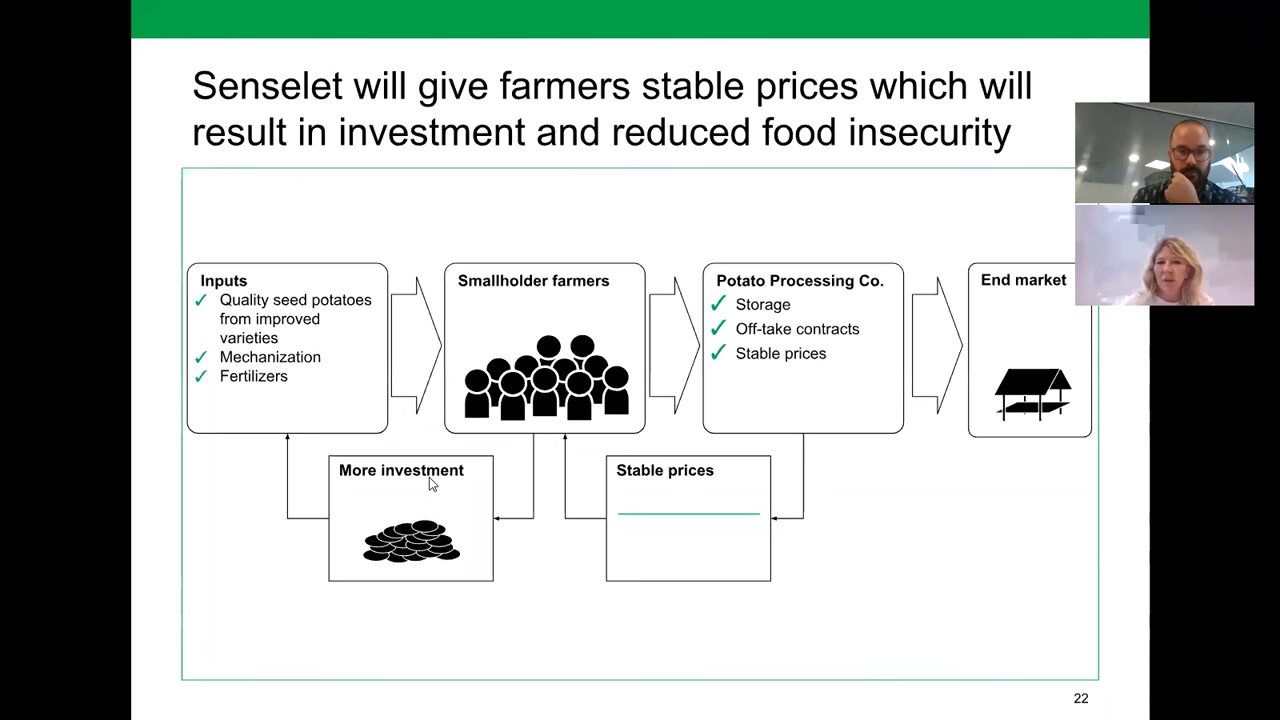 Senselet will give farmers stable prices which will
result in investment and reduced food insecurity
Inputs
✓ Quality seed potatoes
from improved
varieties
✓ Mechanization
✓ Fertilizers
Smallholder farmers
Potato Processing Co.
✓ Storage
✓ Off-take contracts
✓ Stable prices
End market
More investment
Stable prices
22